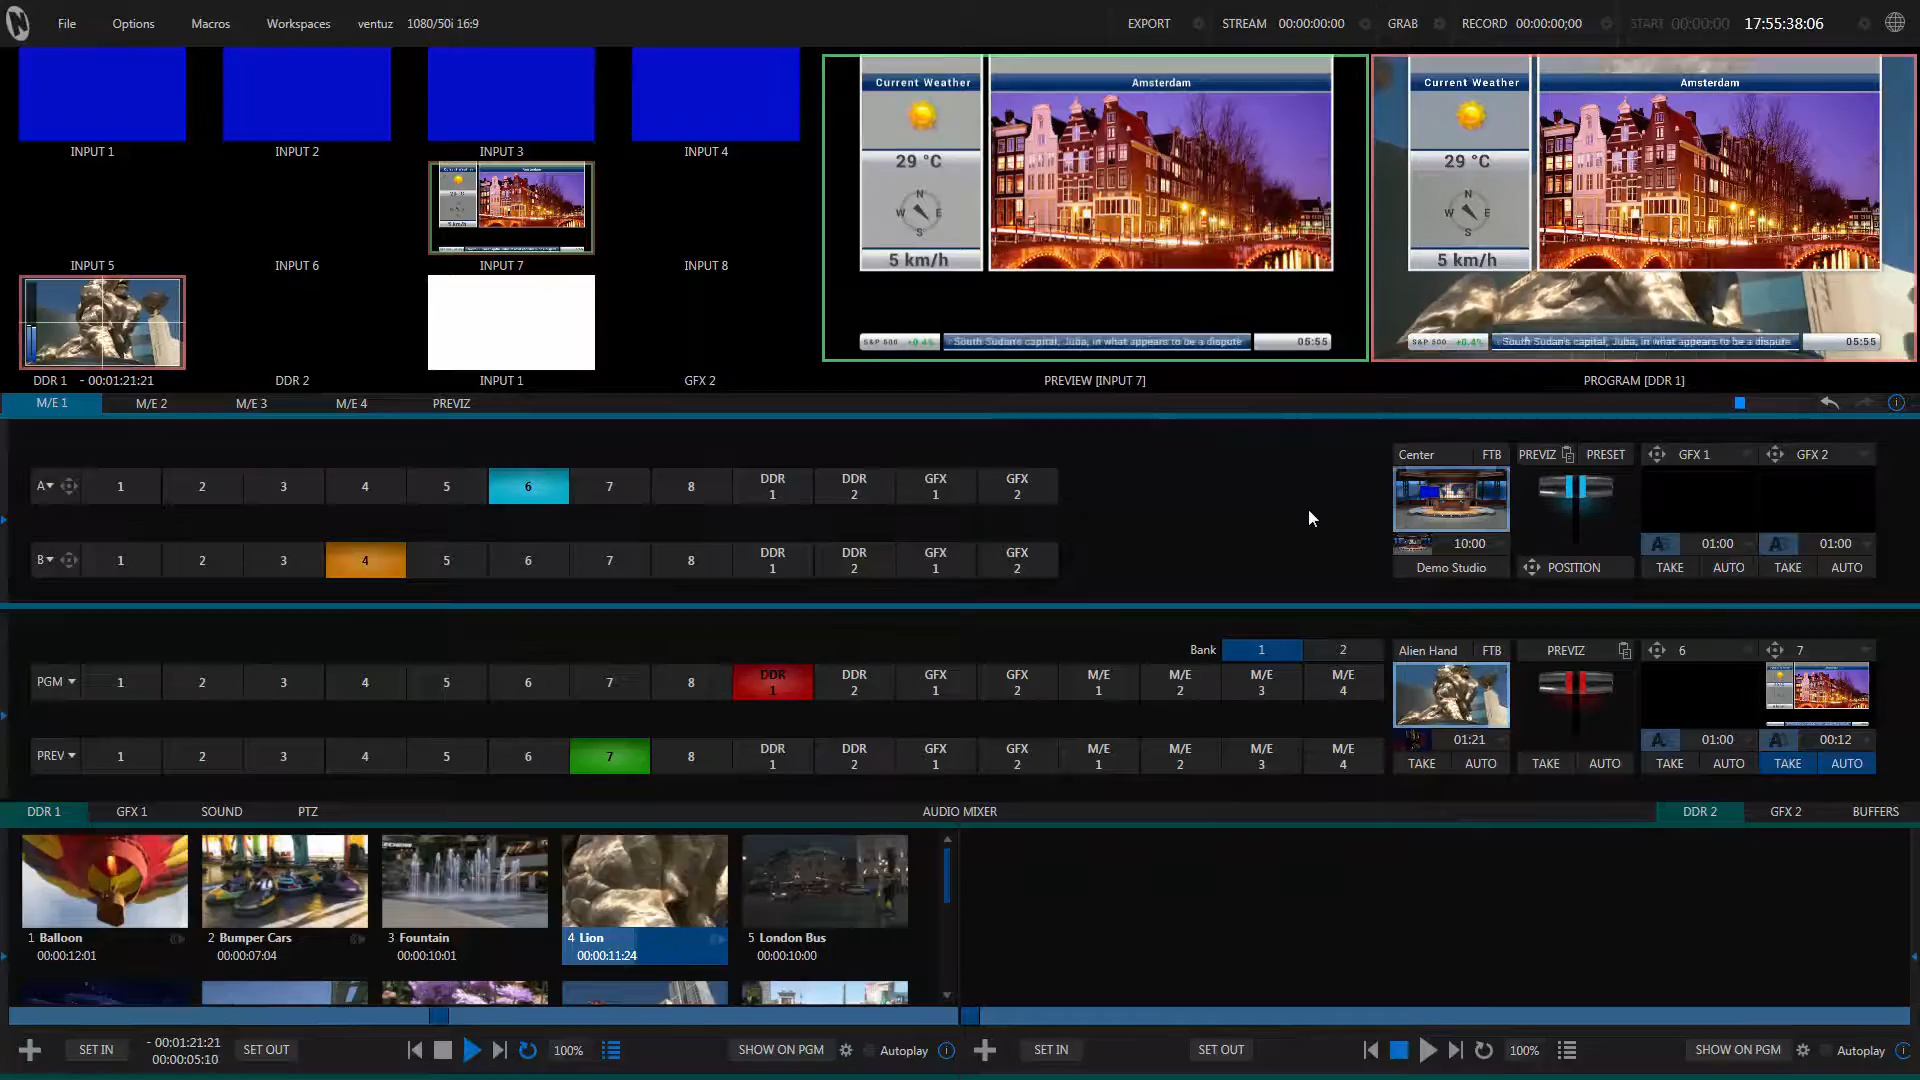 File Options Macros Workspaces ventuz 1080/50i 16:9 EXPORT STREAM 00:00:00:00 GRAB RECORD 00:00:00;00 START 00:00:00 17:55:38:06
INPUT 1 INPUT 2 INPUT 3 INPUT 4
INPUT 5 INPUT 6 INPUT 7 INPUT 8
DDR 1 - 00:01:21:21 DDR 2 INPUT 1 GFX 2
Current Weather Amsterdam
29 °C
N
W E
S
5 km/h
S&P 500 +0.4% South Sudan's capital, Juba, in what appears to be a dispute 05:55
PREVIEW [INPUT 7]
Current Weather Amsterdam
29 °C
N
W E
S
5 km/h
S&P 500 +0.4% South Sudan's capital, Juba, in what appears to be a dispute 05:55
PROGRAM [DDR 1]
M/E 1 M/E 2 M/E 3 M/E 4 PREVIZ
A 1 2 3 4 5 6 7 8 DDR 1 DDR 2 GFX 1 GFX 2
B 1 2 3 4 5 6 7 8 DDR 1 DDR 2 GFX 1 GFX 2
Center FTB PREVIZ PRESET GFX 1 GFX 2
10:00 01:00 01:00
Demo Studio POSITION TAKE AUTO TAKE AUTO
Bank 1 2
PGM 1 2 3 4 5 6 7 8 DDR 1 DDR 2 GFX 1 GFX 2 M/E 1 M/E 2 M/E 3 M/E 4
PREV 1 2 3 4 5 6 7 8 DDR 1 DDR 2 GFX 1 GFX 2 M/E 1 M/E 2 M/E 3 M/E 4
Alien Hand FTB PREVIZ 6 7
01:21 01:00 00:12
TAKE AUTO TAKE AUTO TAKE AUTO TAKE AUTO
DDR 1 GFX 1 SOUND PTZ AUDIO MIXER DDR 2 GFX 2 BUFFERS
1 Balloon 2 Bumper Cars 3 Fountain 4 Lion 5 London Bus
00:00:12:01 00:00:07:04 00:00:10:01 00:00:11:24 00:00:10:00
SET IN - 00:01:21:21 SET OUT 100% SHOW ON PGM Autoplay SET IN SET OUT 100% SHOW ON PGM Autoplay
00:00:05:10